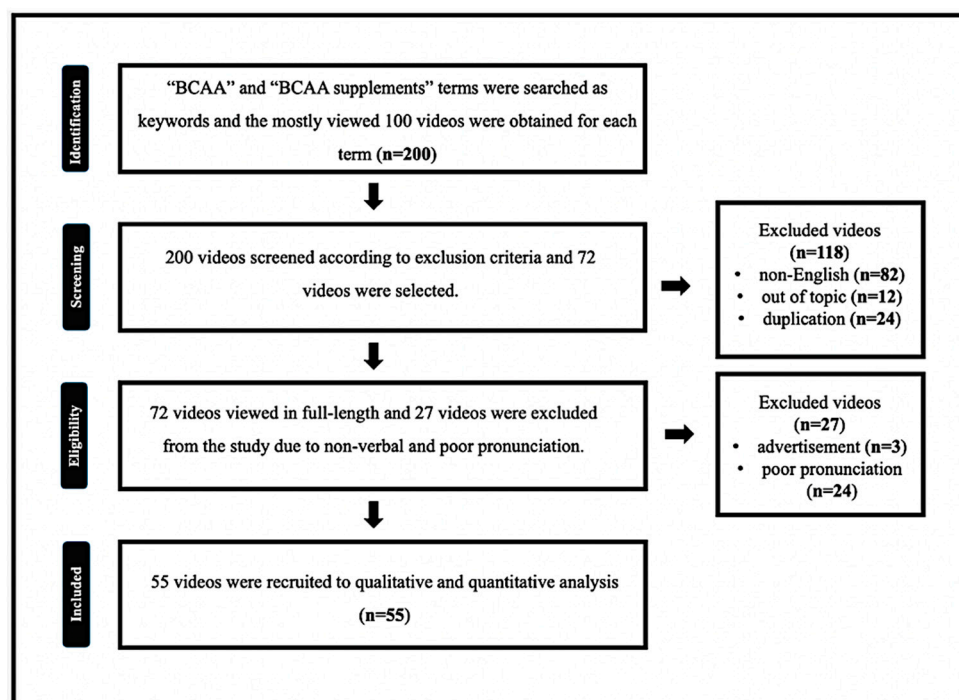 Identification
“BCAA” and “BCAA supplements” terms were searched as
keywords and the mostly viewed 100 videos were obtained for each
term (n=200)
Screening
200 videos screened according to exclusion criteria and 72
videos were selected.
Excluded videos
(n=118)
• non-English (n=82)
• out of topic (n=12)
• duplication (n=24)
Eligibility
72 videos viewed in full-length and 27 videos were excluded
from the study due to non-verbal and poor pronunciation.
Excluded videos
(n=27)
• advertisement (n=3)
• poor pronunciation
(n=24)
Included
55 videos were recruited to qualitative and quantitative analysis
(n=55)